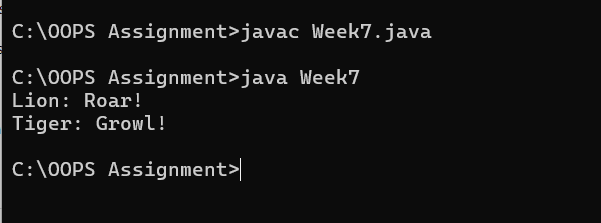 C:\OOPS Assignment>javac Week7.java
C:\OOPS Assignment>java Week7
Lion: Roar!
Tiger: Growl!
C:\OOPS Assignment>